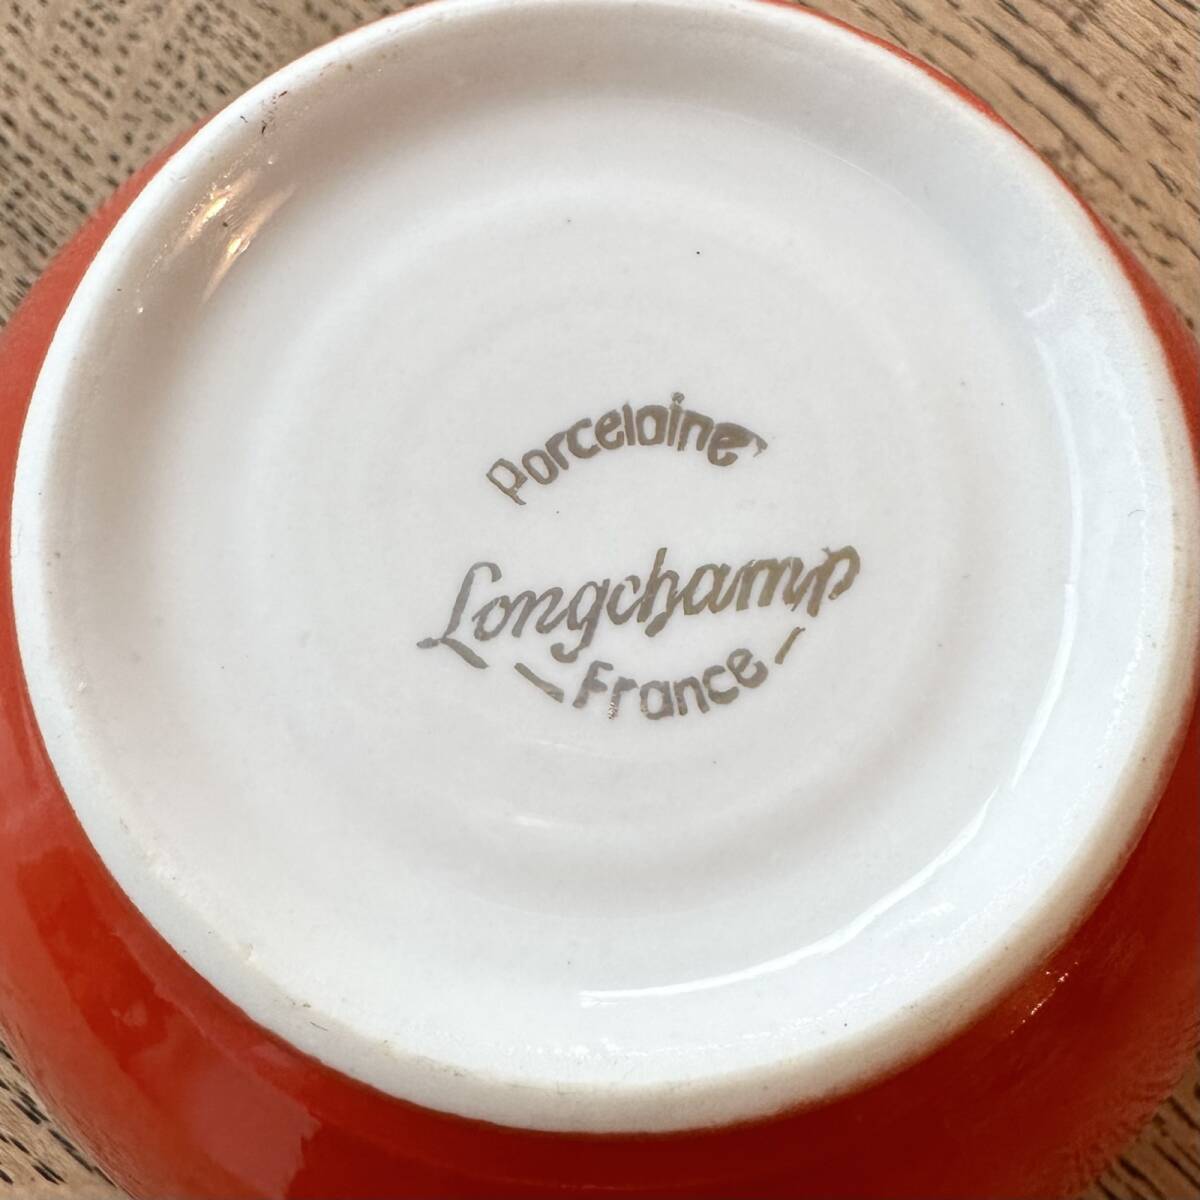 Porcelaine
Longchamp
- France -